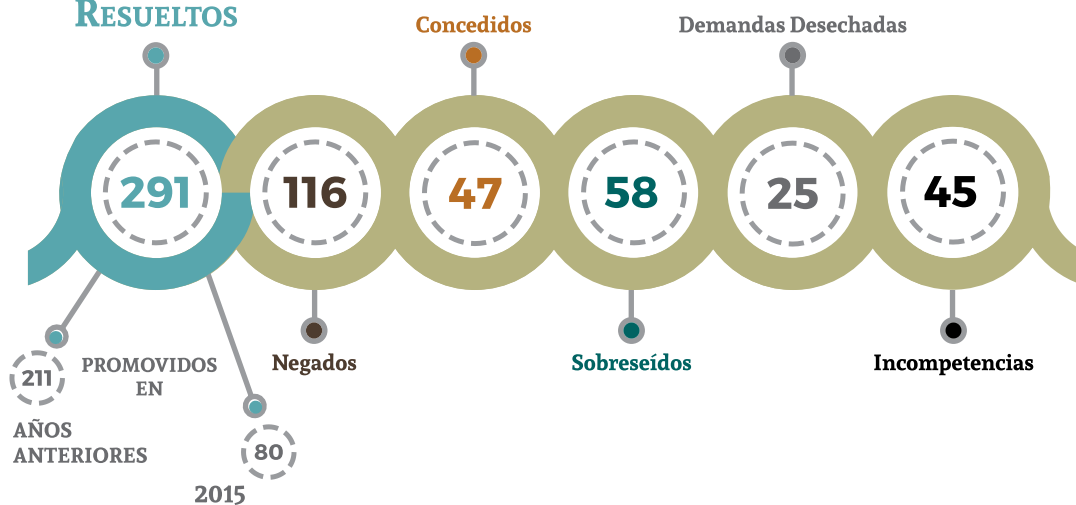 RESUELTOS
Concedidos
Demandas Desechadas
291
116
47
58
25
45
Negados
Sobreseídos
Incompetencias
211
PROMOVIDOS
EN
AÑOS
ANTERIORES
80
2015